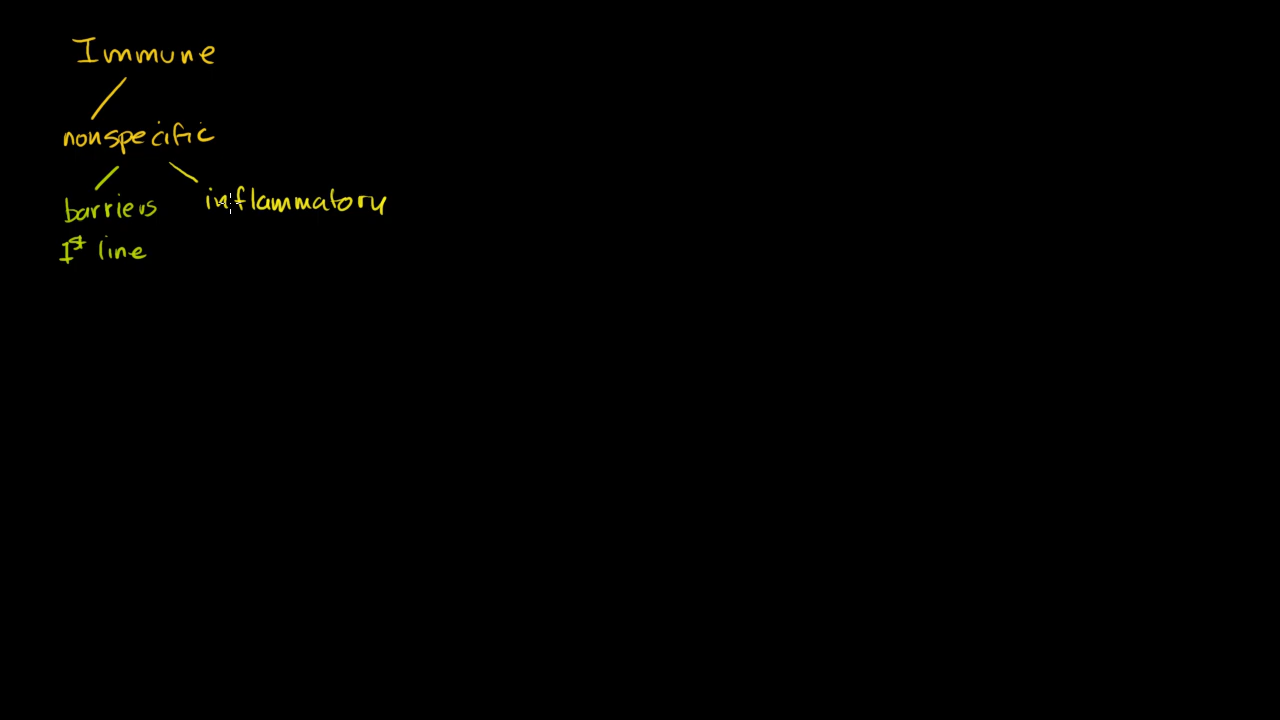 Immune
nonspecific
barriers
inflammatory
1st line